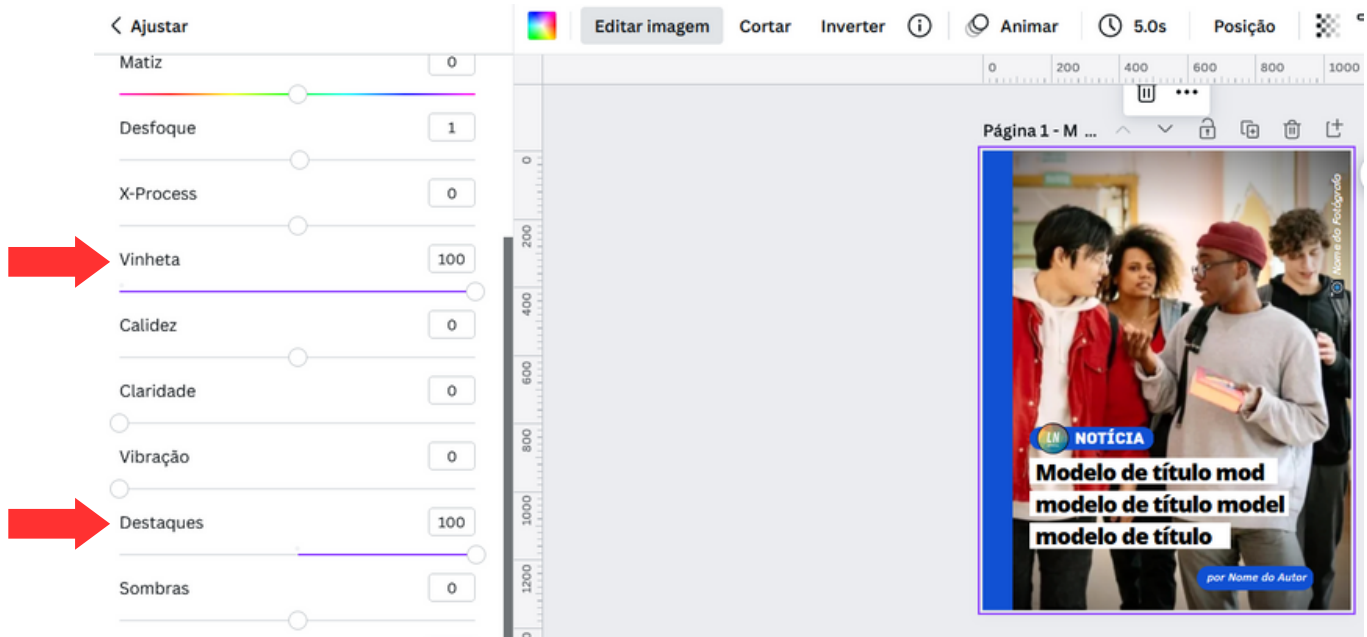 Ajustar
Editar imagem
Cortar
Inverter
Animar
5.0s
Posição
Matiz
0
Desfoque
1
X-Process
0
Vinheta
100
Calidez
0
Claridade
0
Vibração
0
Destaques
100
Sombras
0
0 200 400 600 800 1000
0
200
400
600
800
1000
1200
Página 1 - M ...
Nome do Fotógrafo
LN
NOTÍCIA
Modelo de título mod
modelo de título model
modelo de título
por Nome do Autor